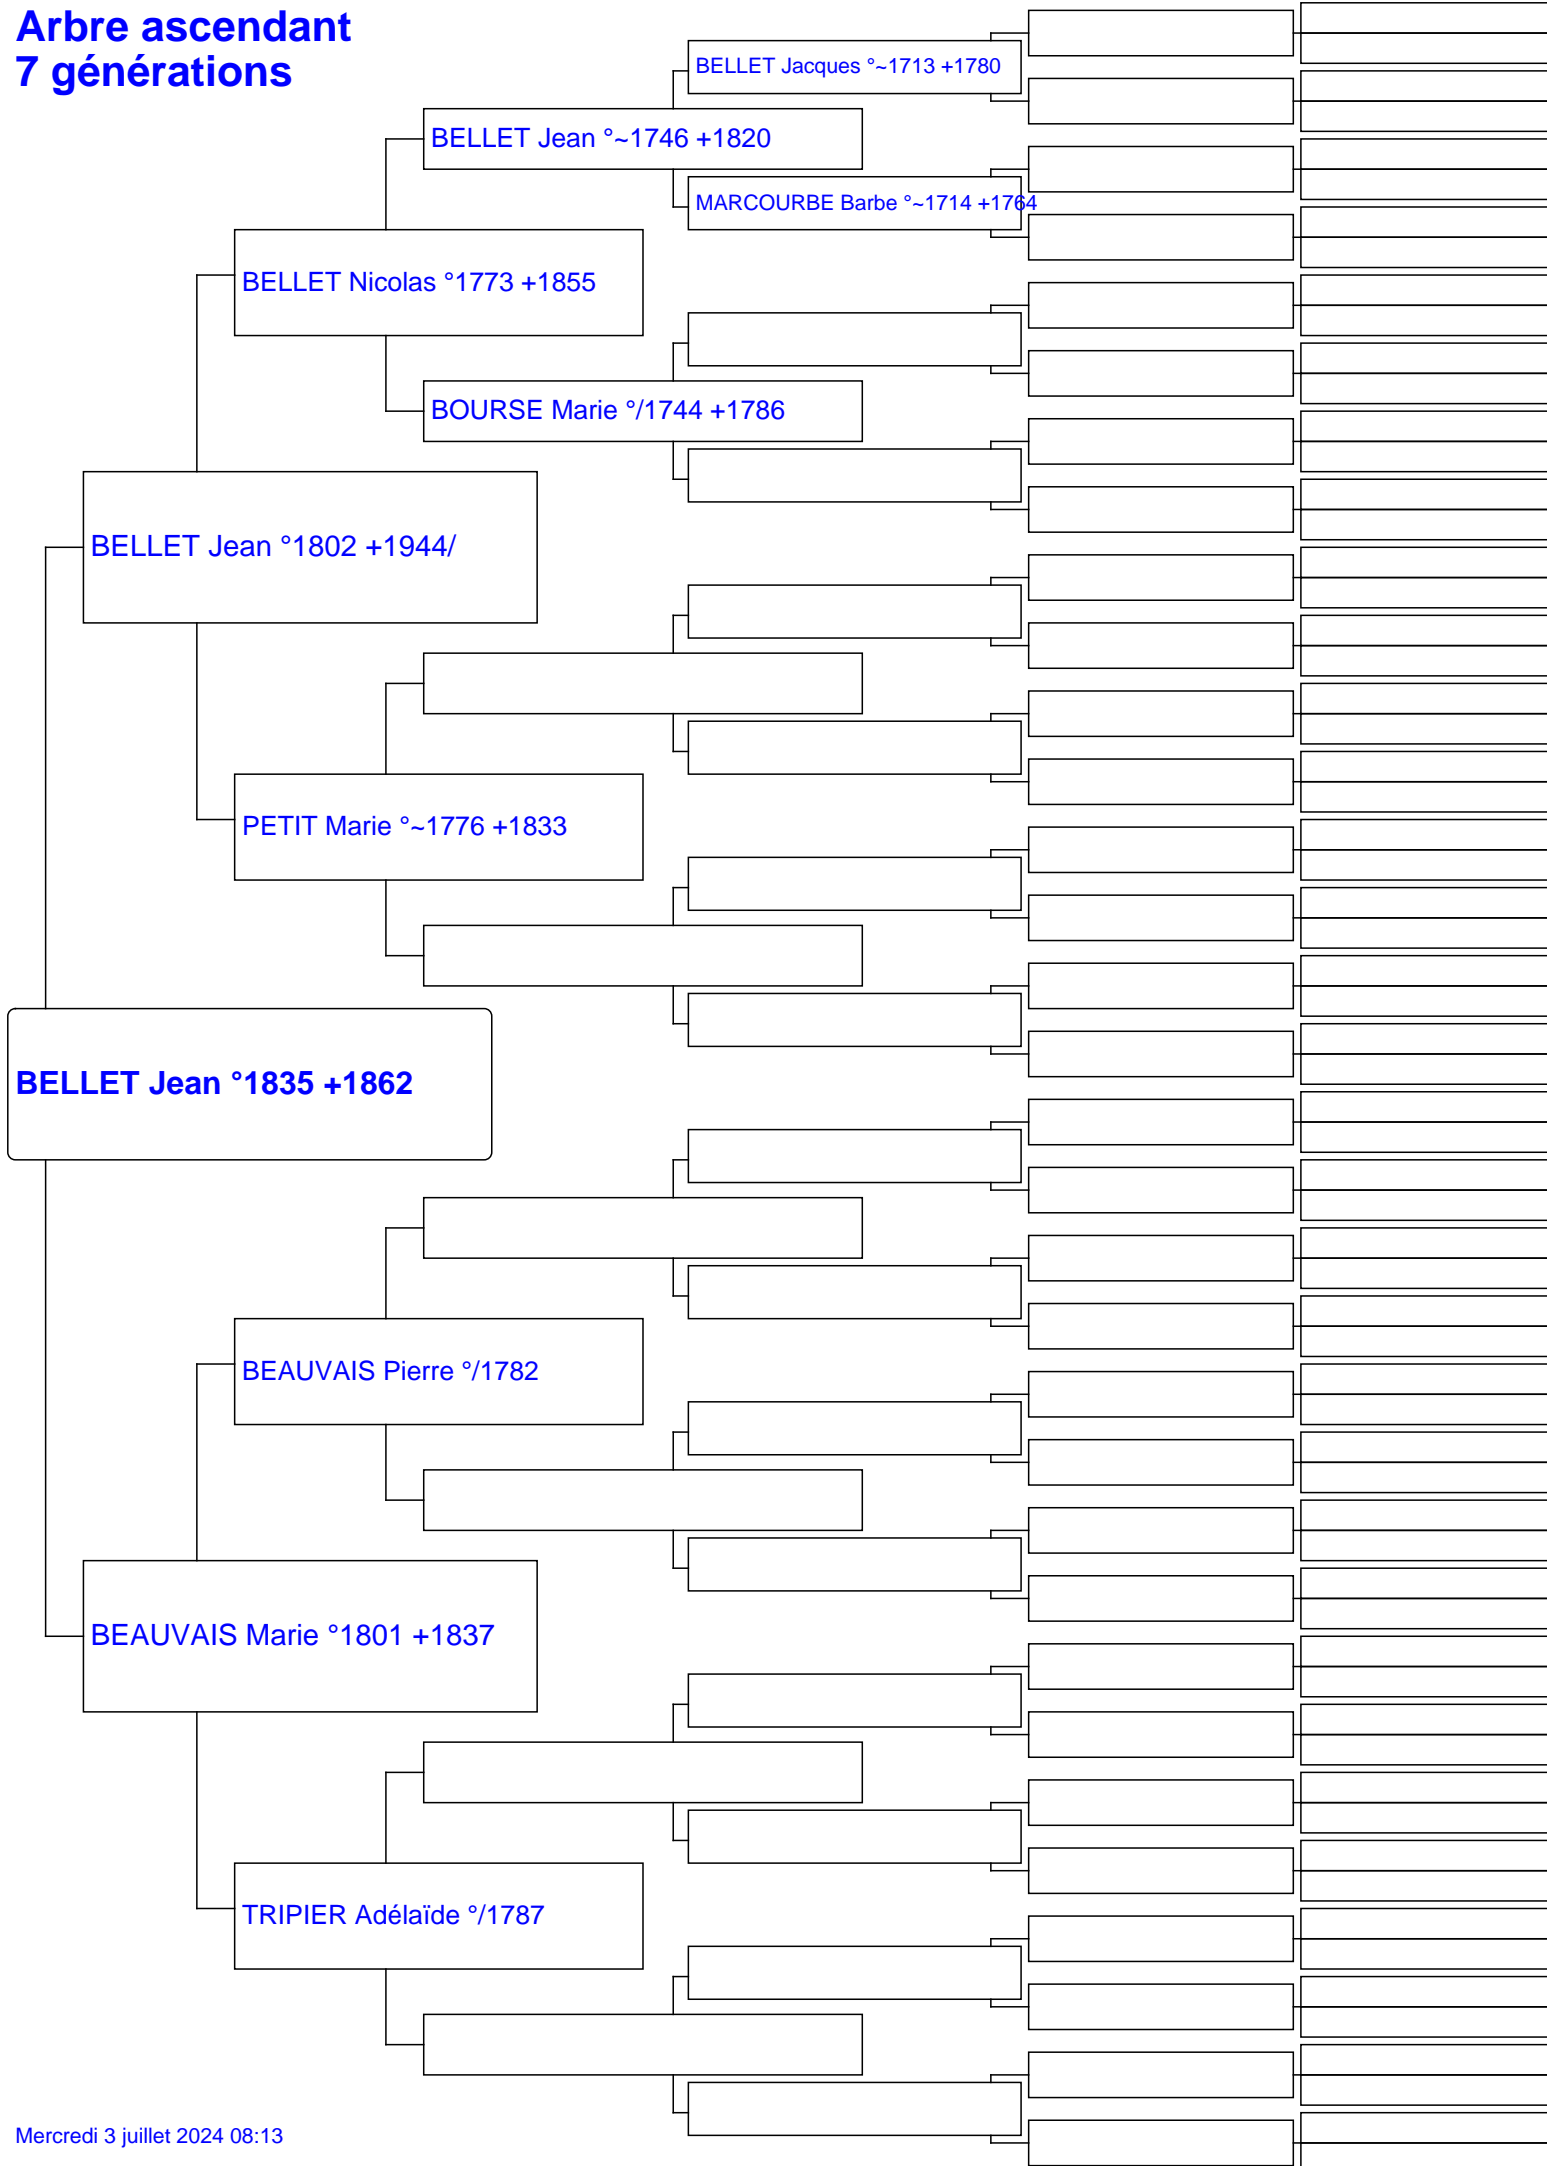 Arbre ascendant
7 générations
BELLET Jacques °~1713 +1780
BELLET Jean °~1746 +1820
MARCOURBE Barbe °~1714 +1764
BELLET Nicolas °1773 +1855
BOURSE Marie °/1744 +1786
BELLET Jean °1802 +1944/
PETIT Marie °~1776 +1833
BELLET Jean °1835 +1862
BEAUVAIS Pierre °/1782
BEAUVAIS Marie °1801 +1837
TRIPIER Adélaïde °/1787
Mercredi 3 juillet 2024 08:13